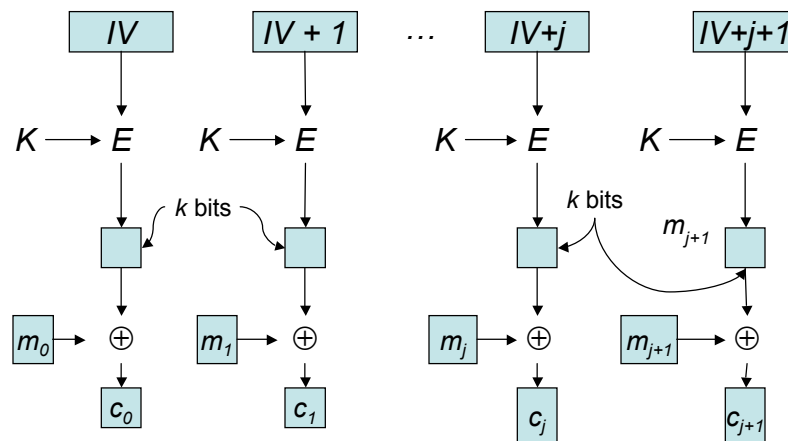 IV IV + 1 ... IV+j IV+j+1
K E K E K E K E
k bits k bits
m_{j+1}
m_0 ⊕ m_1 ⊕ m_j ⊕ m_{j+1} ⊕
c_0 c_1 c_j c_{j+1}